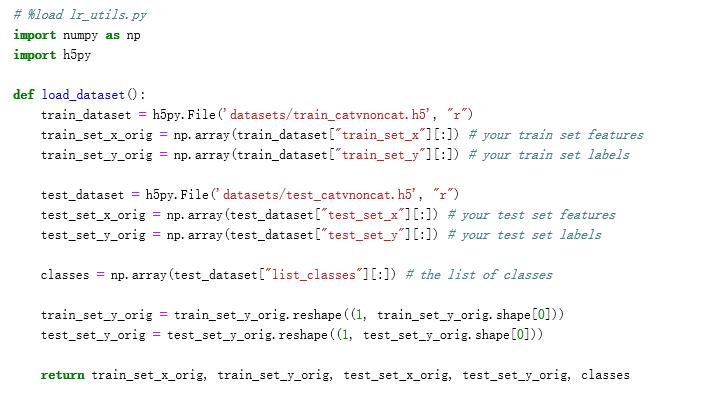 # %load lr_utils.py
import numpy as np
import h5py

def load_dataset():
    train_dataset = h5py.File('datasets/train_catvnoncat.h5', "r")
    train_set_x_orig = np.array(train_dataset["train_set_x"][:]) # your train set features
    train_set_y_orig = np.array(train_dataset["train_set_y"][:]) # your train set labels

    test_dataset = h5py.File('datasets/test_catvnoncat.h5', "r")
    test_set_x_orig = np.array(test_dataset["test_set_x"][:]) # your test set features
    test_set_y_orig = np.array(test_dataset["test_set_y"][:]) # your test set labels

    classes = np.array(test_dataset["list_classes"][:]) # the list of classes

    train_set_y_orig = train_set_y_orig.reshape((1, train_set_y_orig.shape[0]))
    test_set_y_orig = test_set_y_orig.reshape((1, test_set_y_orig.shape[0]))

    return train_set_x_orig, train_set_y_orig, test_set_x_orig, test_set_y_orig, classes